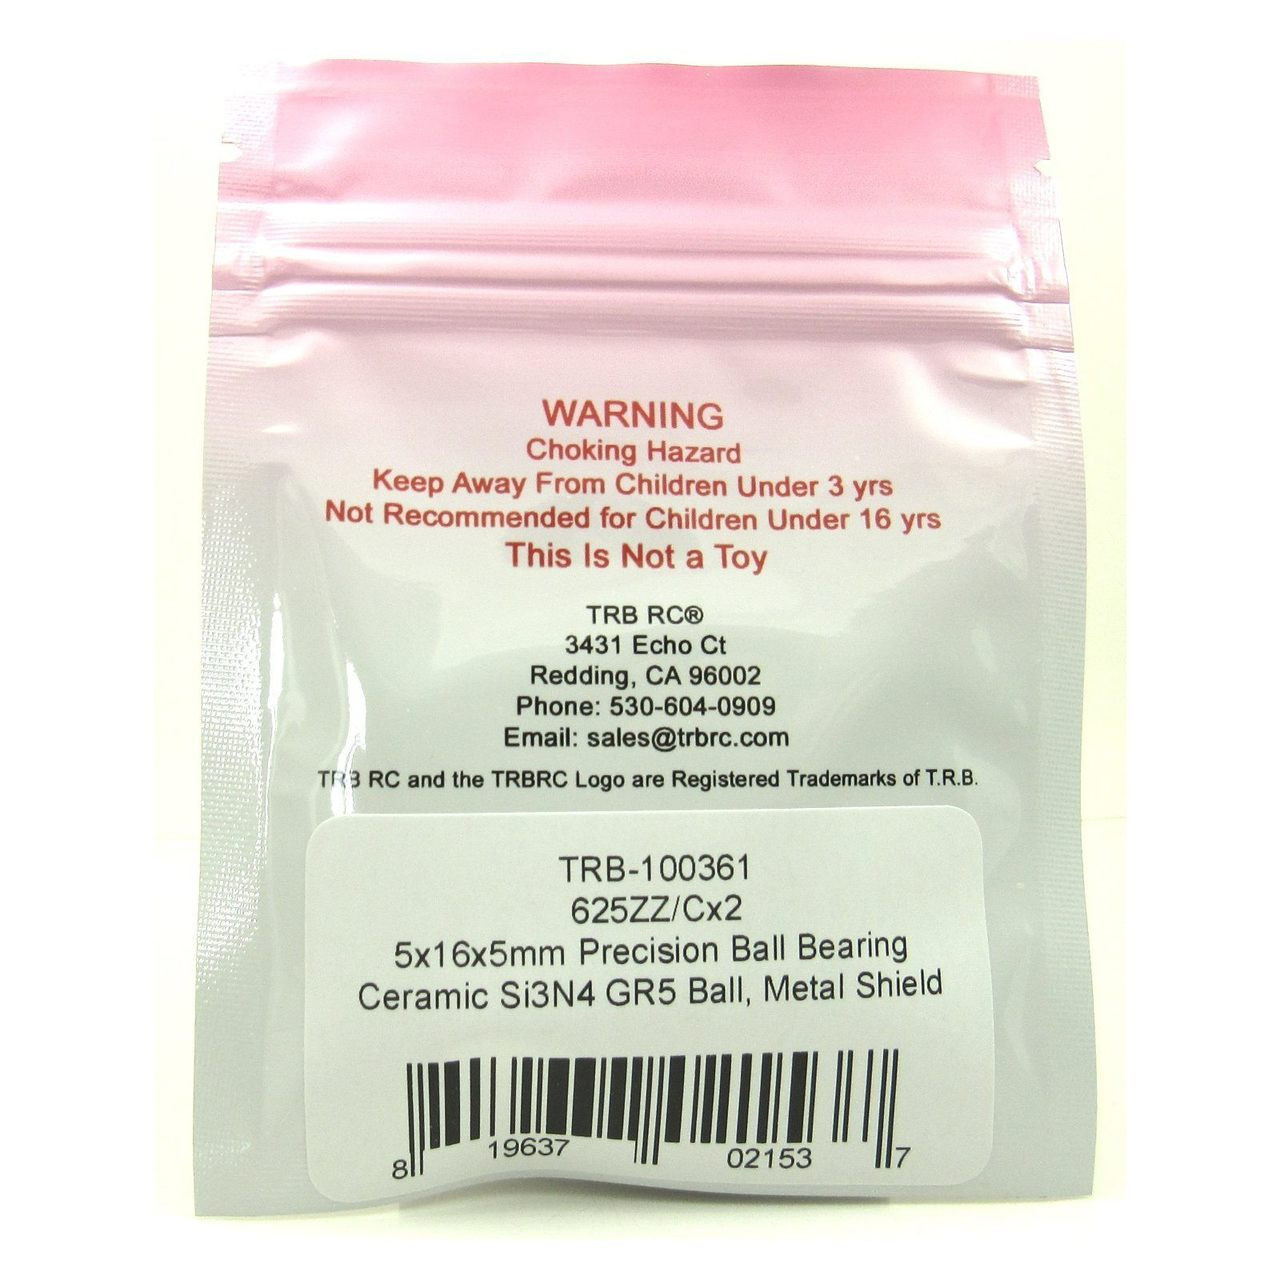 WARNING
Choking Hazard
Keep Away From Children Under 3 yrs
Not Recommended for Children Under 16 yrs
This Is Not a Toy
TRB RC®
3431 Echo Ct
Redding, CA 96002
Phone: 530-604-0909
Email: sales@trbrc.com
TRB RC and the TRBRC Logo are Registered Trademarks of T.R.B.
TRB-100361
625ZZ/Cx2
5x16x5mm Precision Ball Bearing
Ceramic Si3N4 GR5 Ball, Metal Shield
8 19637 02153 7